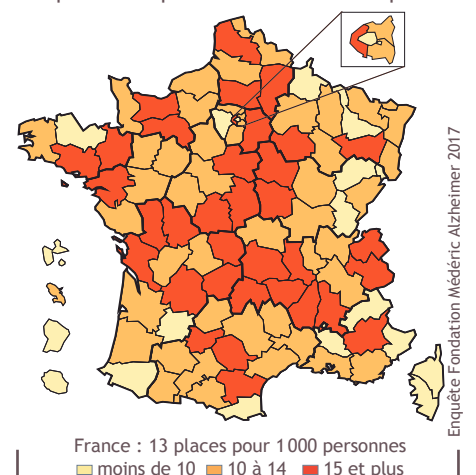 Enquête Fondation Médéric Alzheimer 2017
France : 13 places pour 1 000 personnes
moins de 10 10 à 14 15 et plus